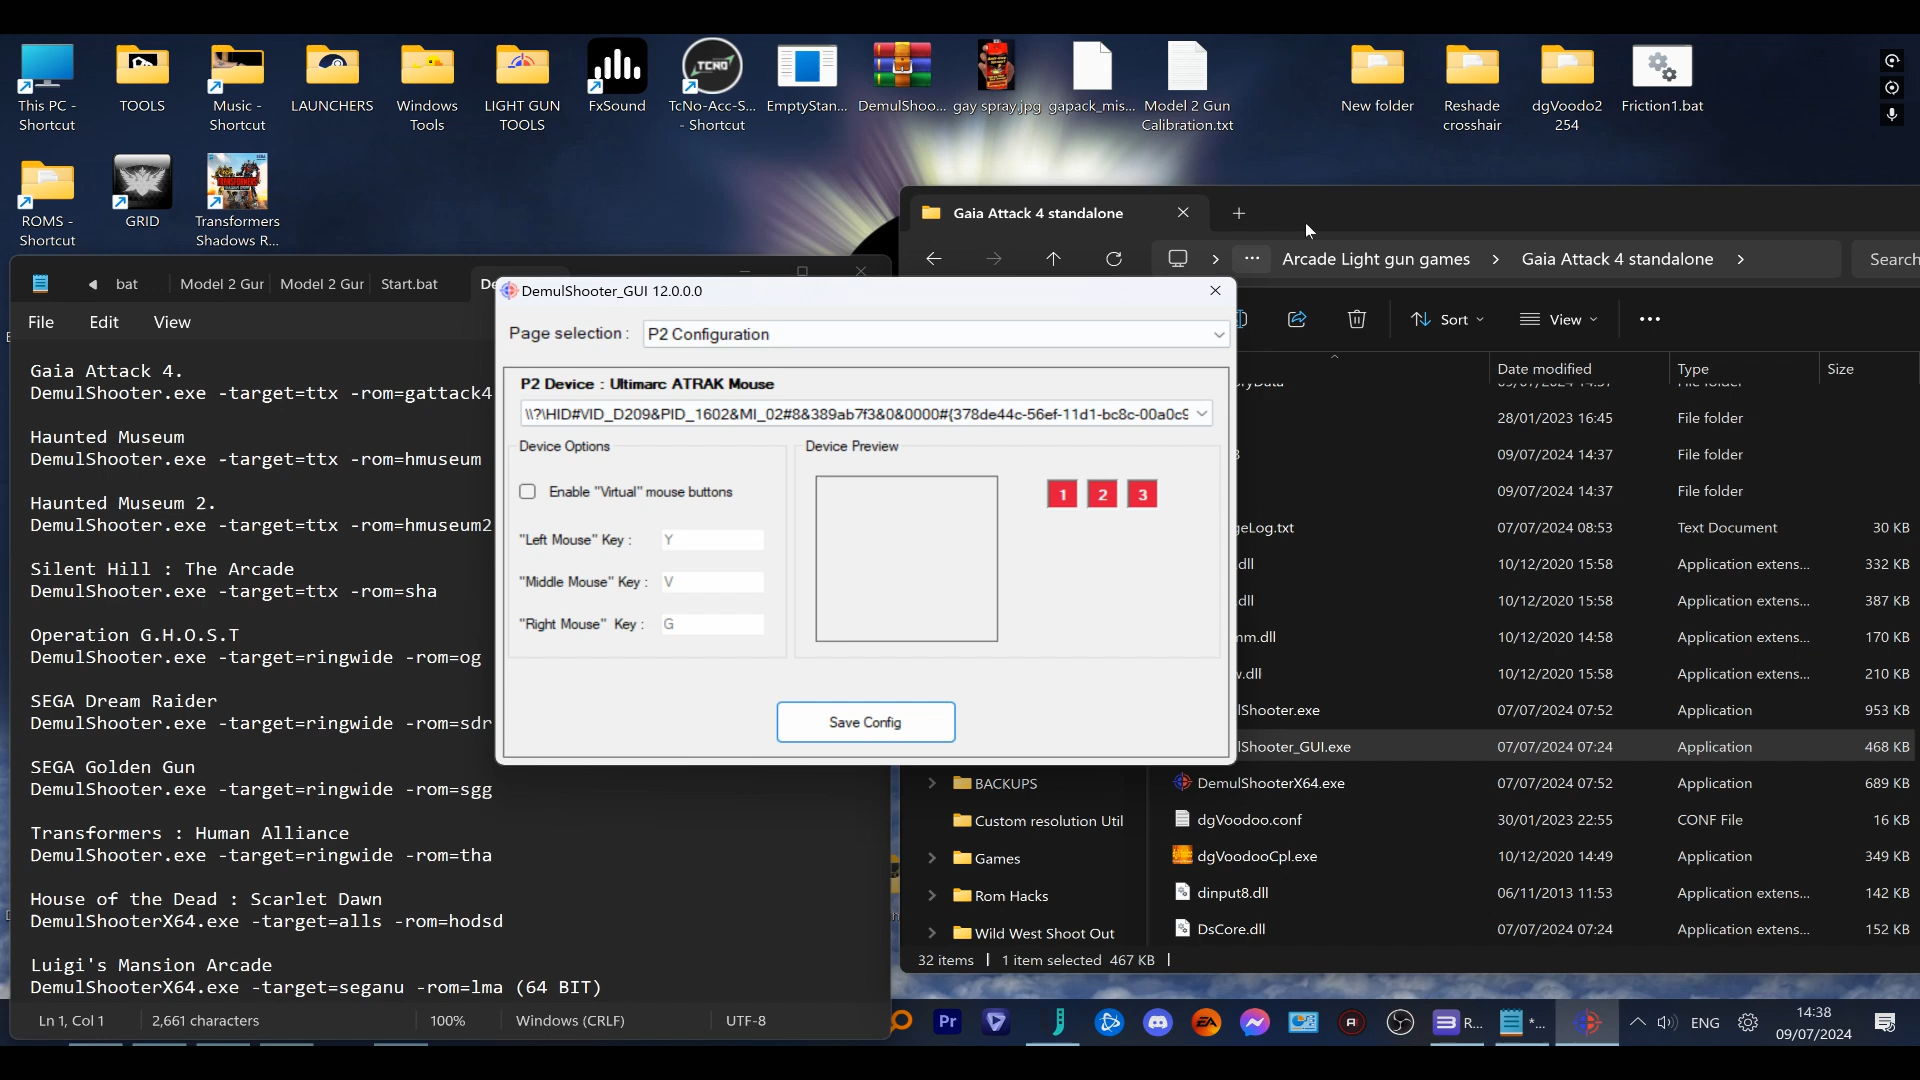 This PC -
Shortcut
TOOLS
Music -
Shortcut
LAUNCHERS
Windows
Tools
LIGHT GUN
TOOLS
FxSound
TcNo-Acc-S...
- Shortcut
EmptyStan...
DemulShoo...
gay spray.jpg
gapack_mis...
Model 2 Gun
Calibration.txt
New folder
Reshade
crosshair
dgVoodo2
254
Friction1.bat
ROMS -
Shortcut
GRID
Transformers
Shadows R...
Gaia Attack 4 standalone
Arcade Light gun games
Gaia Attack 4 standalone
Search
bat
Model 2 Gur
Model 2 Gur
Start.bat
De
File
Edit
View
Gaia Attack 4.
DemulShooter.exe -target=ttx -rom=gattack4
Haunted Museum
DemulShooter.exe -target=ttx -rom=hmuseum
Haunted Museum 2.
DemulShooter.exe -target=ttx -rom=hmuseum2
Silent Hill : The Arcade
DemulShooter.exe -target=ttx -rom=sha
Operation G.H.O.S.T
DemulShooter.exe -target=ringwide -rom=og
SEGA Dream Raider
DemulShooter.exe -target=ringwide -rom=sdr
SEGA Golden Gun
DemulShooter.exe -target=ringwide -rom=sgg
Transformers : Human Alliance
DemulShooter.exe -target=ringwide -rom=tha
House of the Dead : Scarlet Dawn
DemulShooterX64.exe -target=alls -rom=hodsd
Luigi's Mansion Arcade
DemulShooterX64.exe -target=seganu -rom=lma (64 BIT)
Ln 1, Col 1
2,661 characters
100%
Windows (CRLF)
UTF-8
DemulShooter_GUI 12.0.0.0
Page selection :
P2 Configuration
P2 Device : Ultimarc ATRAK Mouse
\\?\HID#VID_D209&PID_1602&MI_02#8&389ab7f3&0&0000#{378de44c-56ef-11d1-bc8c-00a0c9
Device Options
Enable "Virtual" mouse buttons
"Left Mouse" Key :
Y
"Middle Mouse" Key :
V
"Right Mouse" Key :
G
Device Preview
1
2
3
Save Config
Sort
View
Date modified
Type
Size
28/01/2023 16:45
File folder
09/07/2024 14:37
File folder
09/07/2024 14:37
File folder
geLog.txt
07/07/2024 08:53
Text Document
30 KB
.dll
10/12/2020 15:58
Application extens...
332 KB
.dll
10/12/2020 15:58
Application extens...
387 KB
mm.dll
10/12/2020 14:58
Application extens...
170 KB
w.dll
10/12/2020 15:58
Application extens...
210 KB
lShooter.exe
07/07/2024 07:52
Application
953 KB
lShooter_GUI.exe
07/07/2024 07:24
Application
468 KB
BACKUPS
DemulShooterX64.exe
07/07/2024 07:52
Application
689 KB
Custom resolution Util
dgVoodoo.conf
30/01/2023 22:55
CONF File
16 KB
Games
dgVoodooCpl.exe
10/12/2020 14:49
Application
349 KB
Rom Hacks
dinput8.dll
06/11/2013 11:53
Application extens...
142 KB
Wild West Shoot Out
DsCore.dll
07/07/2024 07:24
Application extens...
152 KB
32 items
1 item selected 467 KB
Pr
EA
R...
*...
ENG
14:38
09/07/2024